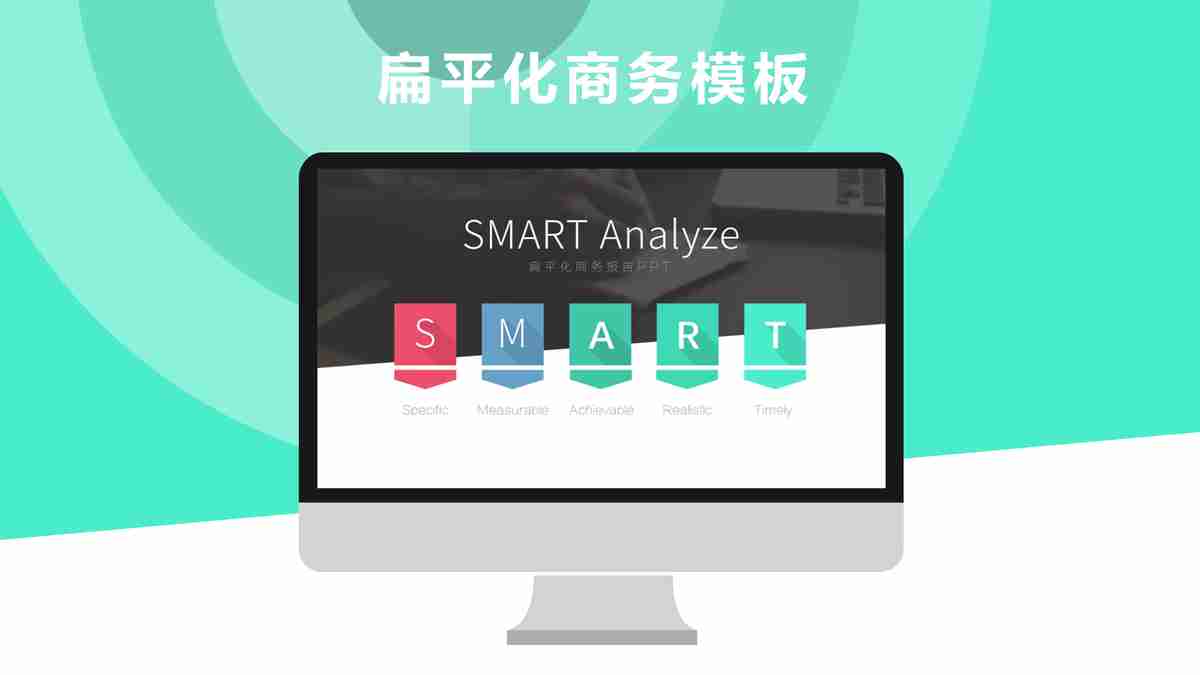 扁平化商务模板
SMART Analyze
扁平化商务报告PPT
S M A R T
Specific Measurable Achievable Realistic Timely